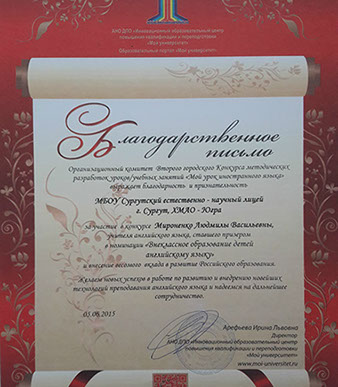 АНО ДПО «Инновационный образовательный центр
повышения квалификации и переподготовки
«Мой университет»
Образовательный портал «Мой университет»
Благодарственное
письмо
Организационный комитет Второго городского Конкурса методических
разработок уроков/учебных занятий «Мой урок иностранного языка»
выражает благодарность и признательность
МБОУ Сургутский естественно - научный лицей
г. Сургут, ХМАО - Югра
за участие в конкурсе Мироненко Людмилы Васильевны,
учителя английского языка, ставшего призером
в номинации «Внеклассное образование детей
английскому языку»
и внесение весомого вклада в развитие Российского образования.
Желаем новых успехов в работе по развитию и внедрению новейших
технологий преподавания английского языка и надеемся на дальнейшее
сотрудничество.
03.06.2015
Арефьева Ирина Львовна
Директор
АНО ДПО «Инновационный образовательный центр
повышения квалификации и переподготовки
«Мой университет»
www.moi-universitet.ru